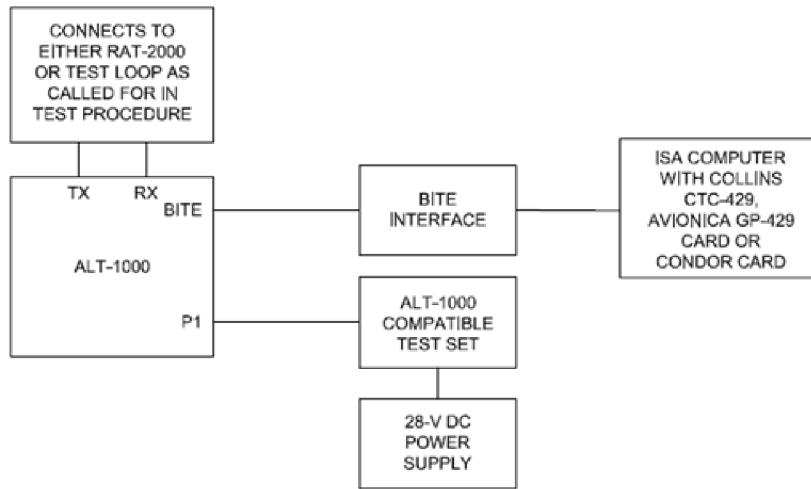 CONNECTS TO
EITHER RAT-2000
OR TEST LOOP AS
CALLED FOR IN
TEST PROCEDURE
TX RX
BITE
ALT-1000
P1
BITE
INTERFACE
ISA COMPUTER
WITH COLLINS
CTC-429,
AVIONICA GP-429
CARD OR
CONDOR CARD
ALT-1000
COMPATIBLE
TEST SET
28-V DC
POWER
SUPPLY